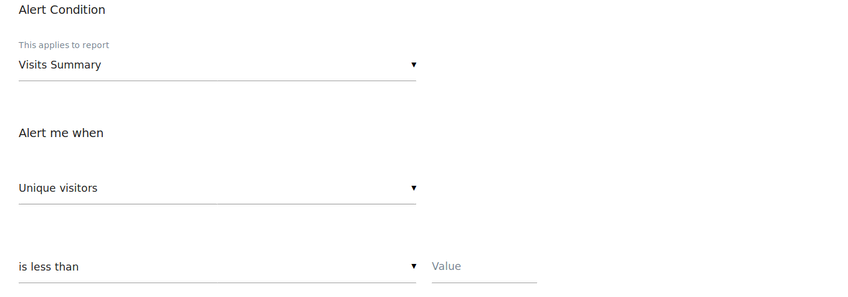 Alert Condition
This applies to report
Visits Summary
Alert me when
Unique visitors
is less than
Value